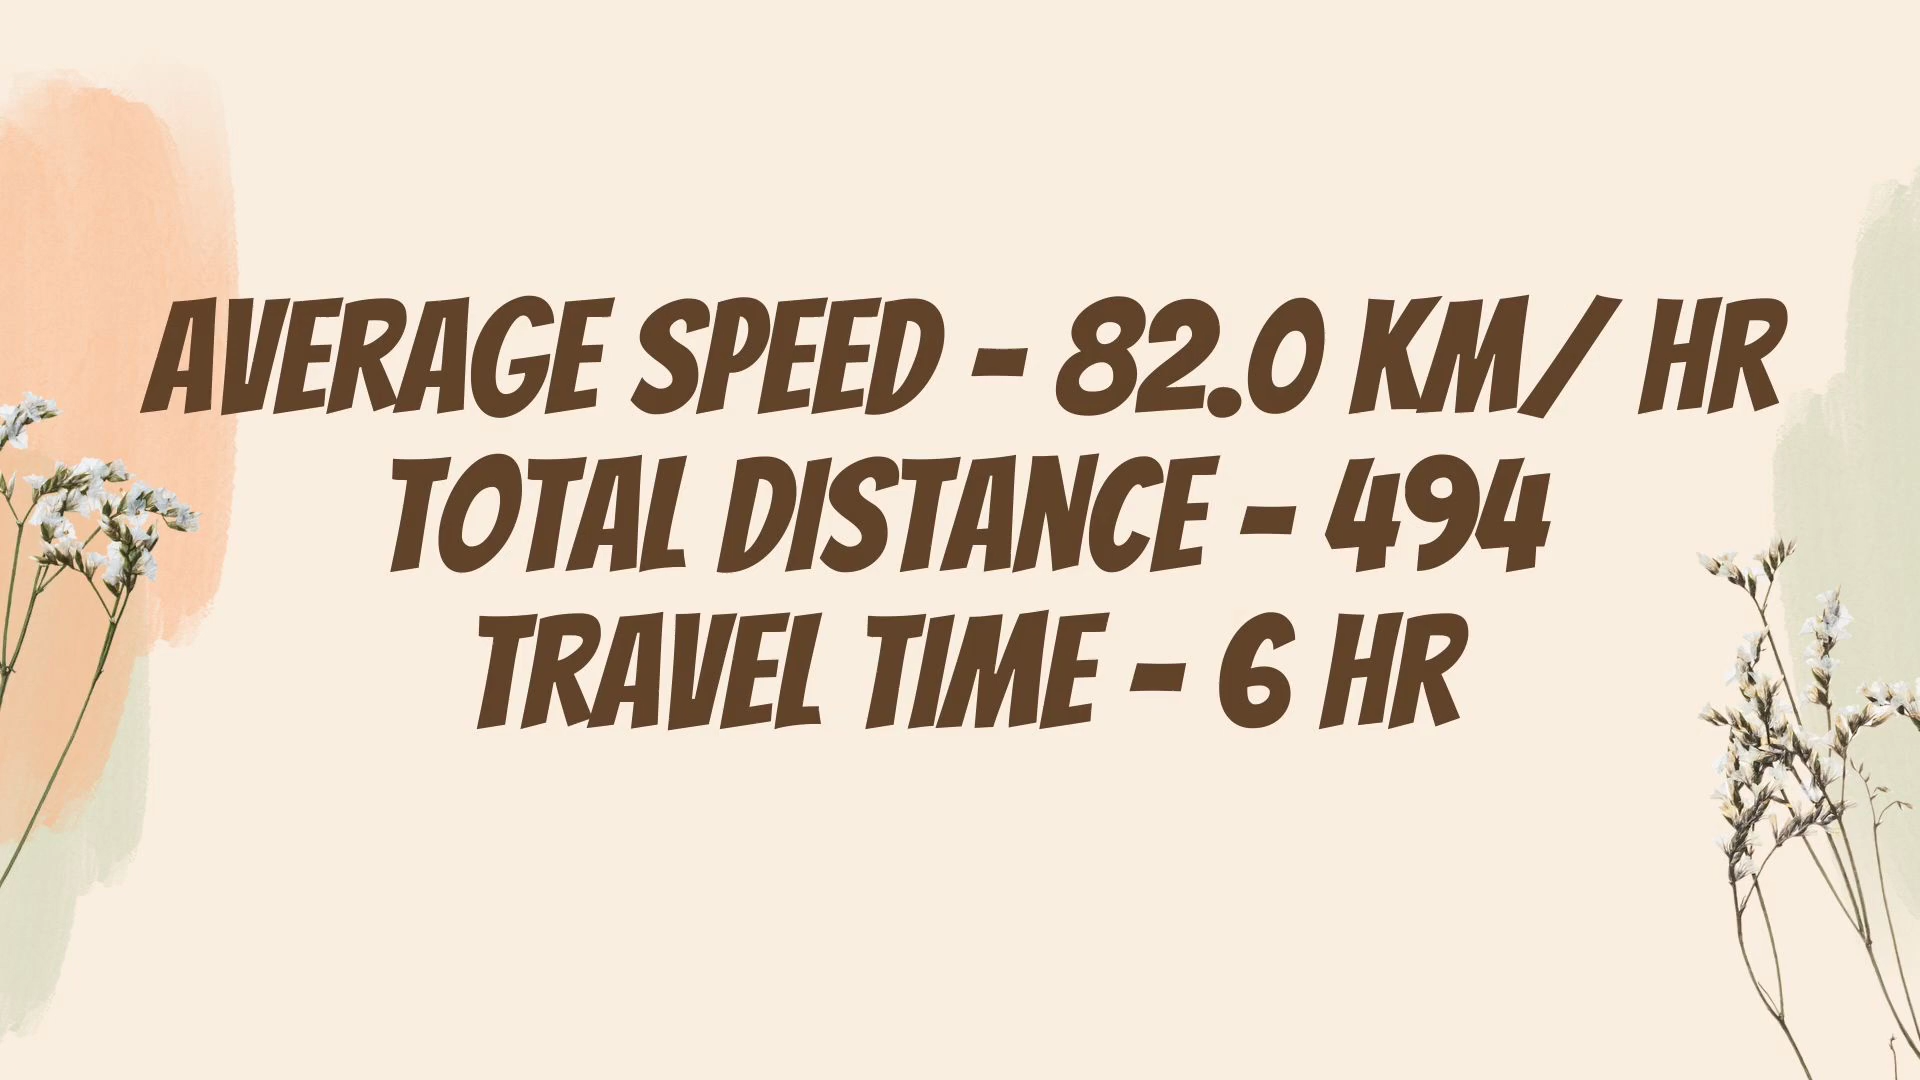 AVERAGE SPEED - 82.0 KM/ HR
TOTAL DISTANCE - 494
TRAVEL TIME - 6 HR